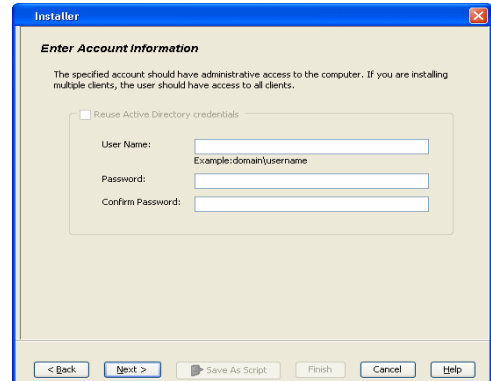 Installer
Enter Account Information
The specified account should have administrative access to the computer. If you are installing
multiple clients, the user should have access to all clients.
Reuse Active Directory credentials
User Name:
Example:domain\username
Password:
Confirm Password:
< Back Next > Save As Script Finish Cancel Help